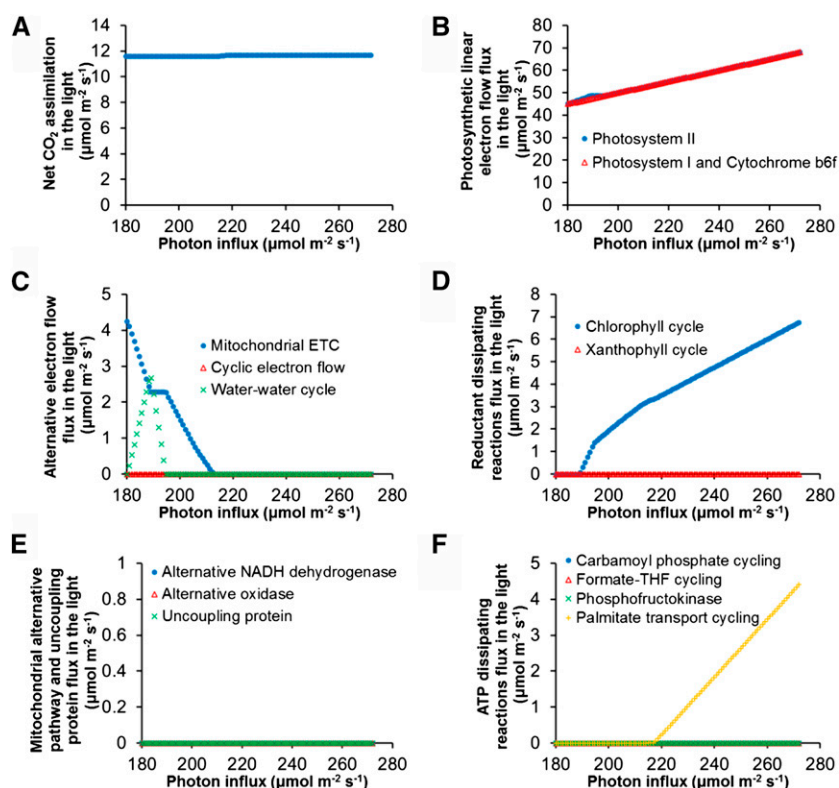 A
Net CO2 assimilation
in the light
(µmol m-2 s-1)
14
12
10
8
6
4
2
0
180 200 220 240 260 280
Photon influx (µmol m-2 s-1)
B
Photosynthetic linear
electron flow flux
in the light
(µmol m-2 s-1)
80
70
60
50
40
30
20
10
0
Photosystem II
Photosystem I and Cytochrome b6f
180 200 220 240 260 280
Photon influx (µmol m-2 s-1)
C
Alternative electron flow
flux in the light
(µmol m-2 s-1)
5
4
3
2
1
0
Mitochondrial ETC
Cyclic electron flow
Water-water cycle
180 200 220 240 260 280
Photon influx (µmol m-2 s-1)
D
Reductant dissipating
reactions flux in the light
(µmol m-2 s-1)
7
6
5
4
3
2
1
0
Chlorophyll cycle
Xanthophyll cycle
180 200 220 240 260 280
Photon influx (µmol m-2 s-1)
E
Mitochondrial alternative
pathway and uncoupling
protein flux in the light
(µmol m-2 s-1)
1
0.8
0.6
0.4
0.2
0
Alternative NADH dehydrogenase
Alternative oxidase
Uncoupling protein
180 200 220 240 260 280
Photon influx (µmol m-2 s-1)
F
ATP dissipating
reactions flux in the light
(µmol m-2 s-1)
5
4
3
2
1
0
Carbamoyl phosphate cycling
Formate-THF cycling
Phosphofructokinase
Palmitate transport cycling
180 200 220 240 260 280
Photon influx (µmol m-2 s-1)